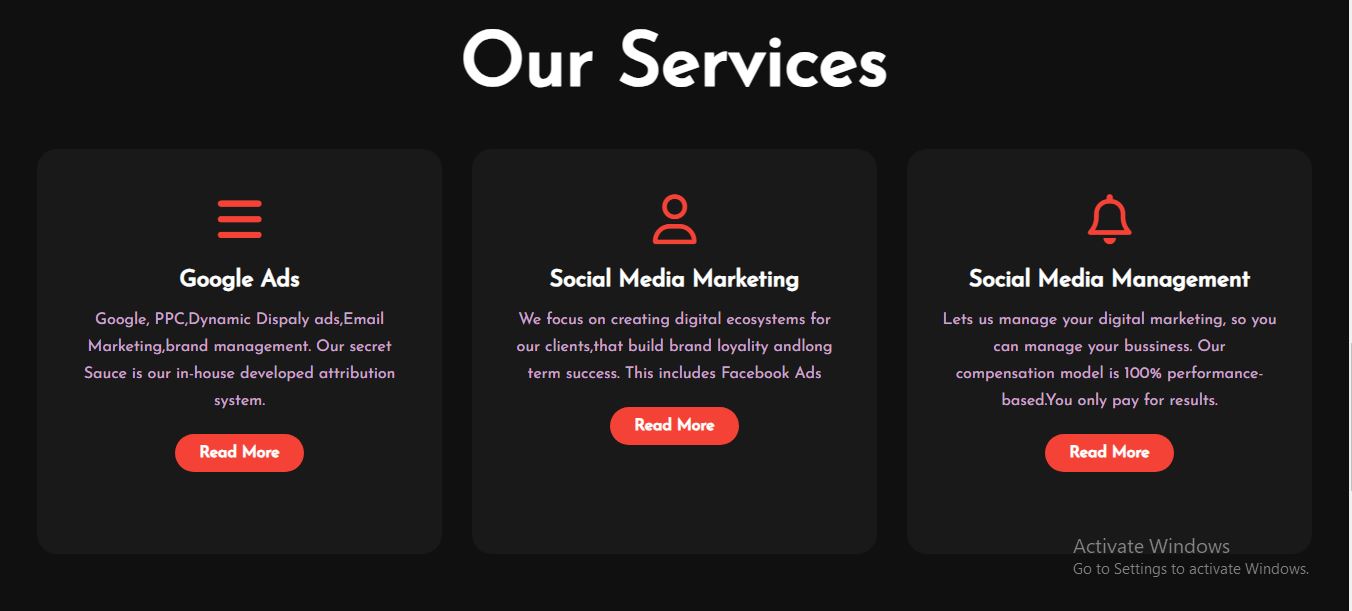 Our Services
Google Ads
Google, PPC,Dynamic Dispaly ads,Email
Marketing,brand management. Our secret
Sauce is our in-house developed attribution
system.
Read More
Social Media Marketing
We focus on creating digital ecosystems for
our clients,that build brand loyality andlong
term success. This includes Facebook Ads
Read More
Social Media Management
Lets us manage your digital marketing, so you
can manage your bussiness. Our
compensation model is 100% performance-
based.You only pay for results.
Read More
Activate Windows
Go to Settings to activate Windows.